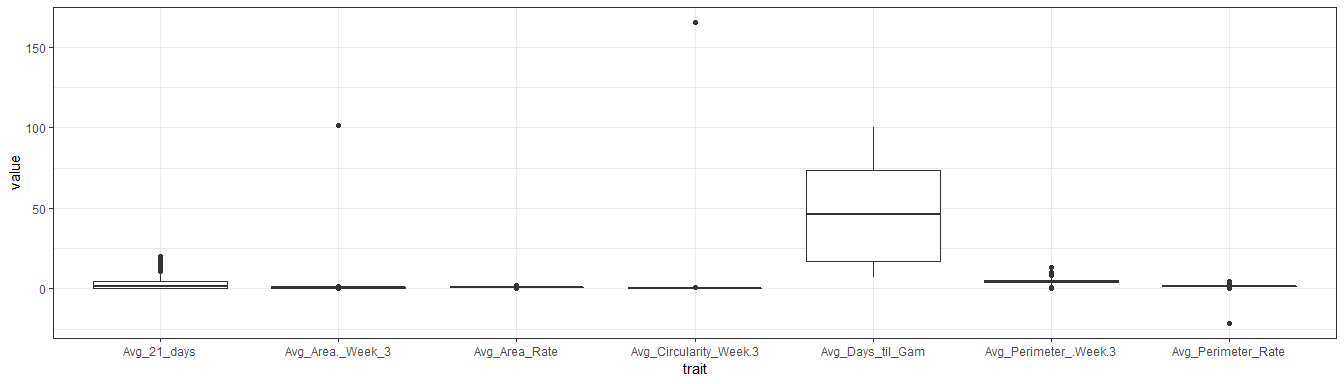 150
100
50
0
value
Avg_21_days Avg_Area._Week_3 Avg_Area_Rate Avg_Circularity_Week.3 Avg_Days_til_Gam Avg_Perimeter_.Week.3 Avg_Perimeter_Rate
trait